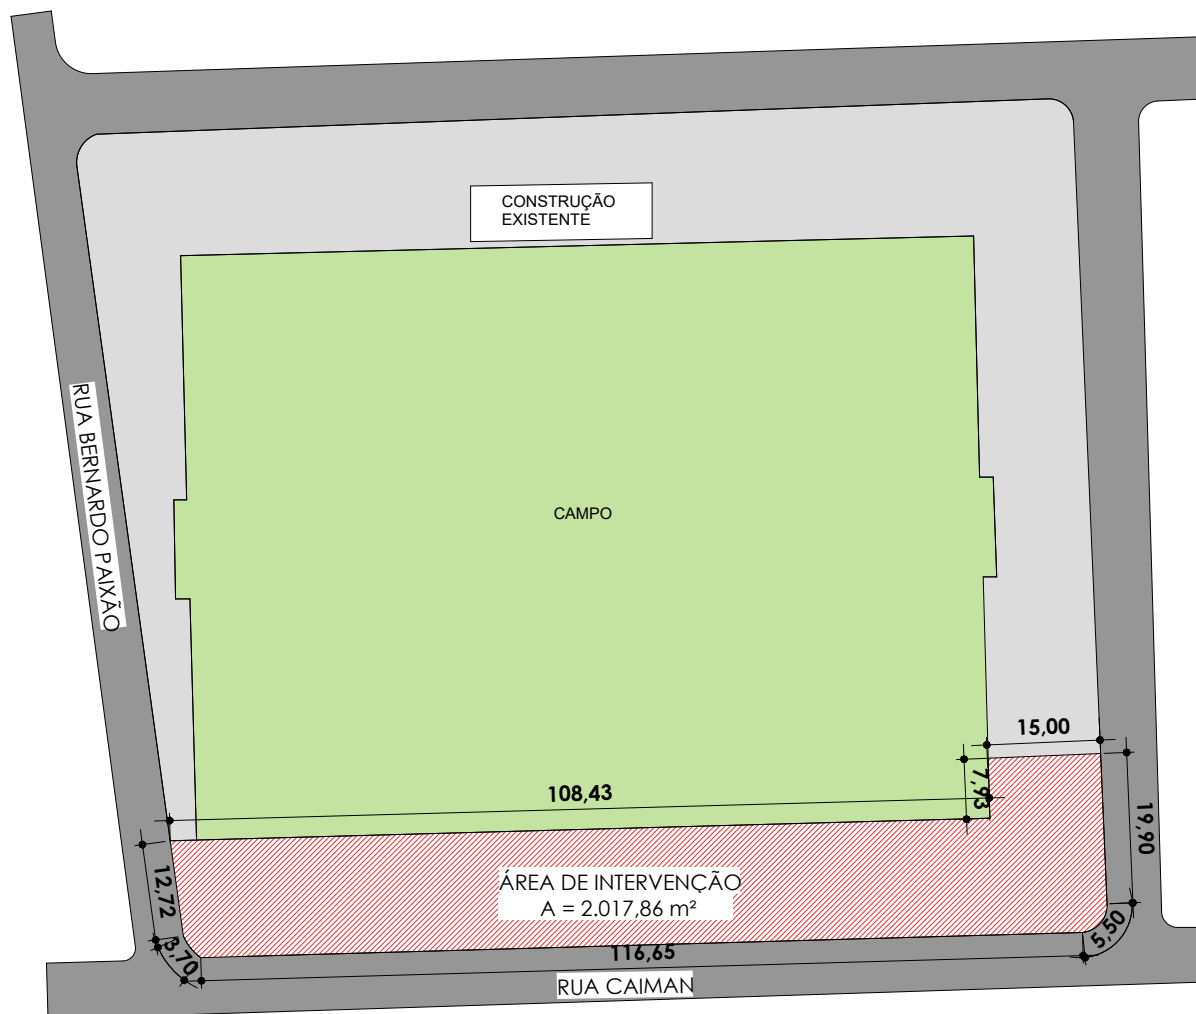 CONSTRUÇÃO
EXISTENTE
RUA BERNARDO PAIXÃO
CAMPO
15,00
7,93
108,43
19,90
12,72
ÁREA DE INTERVENÇÃO
A = 2.017,86 m²
5,50
3,70
116,65
RUA CAIMAN